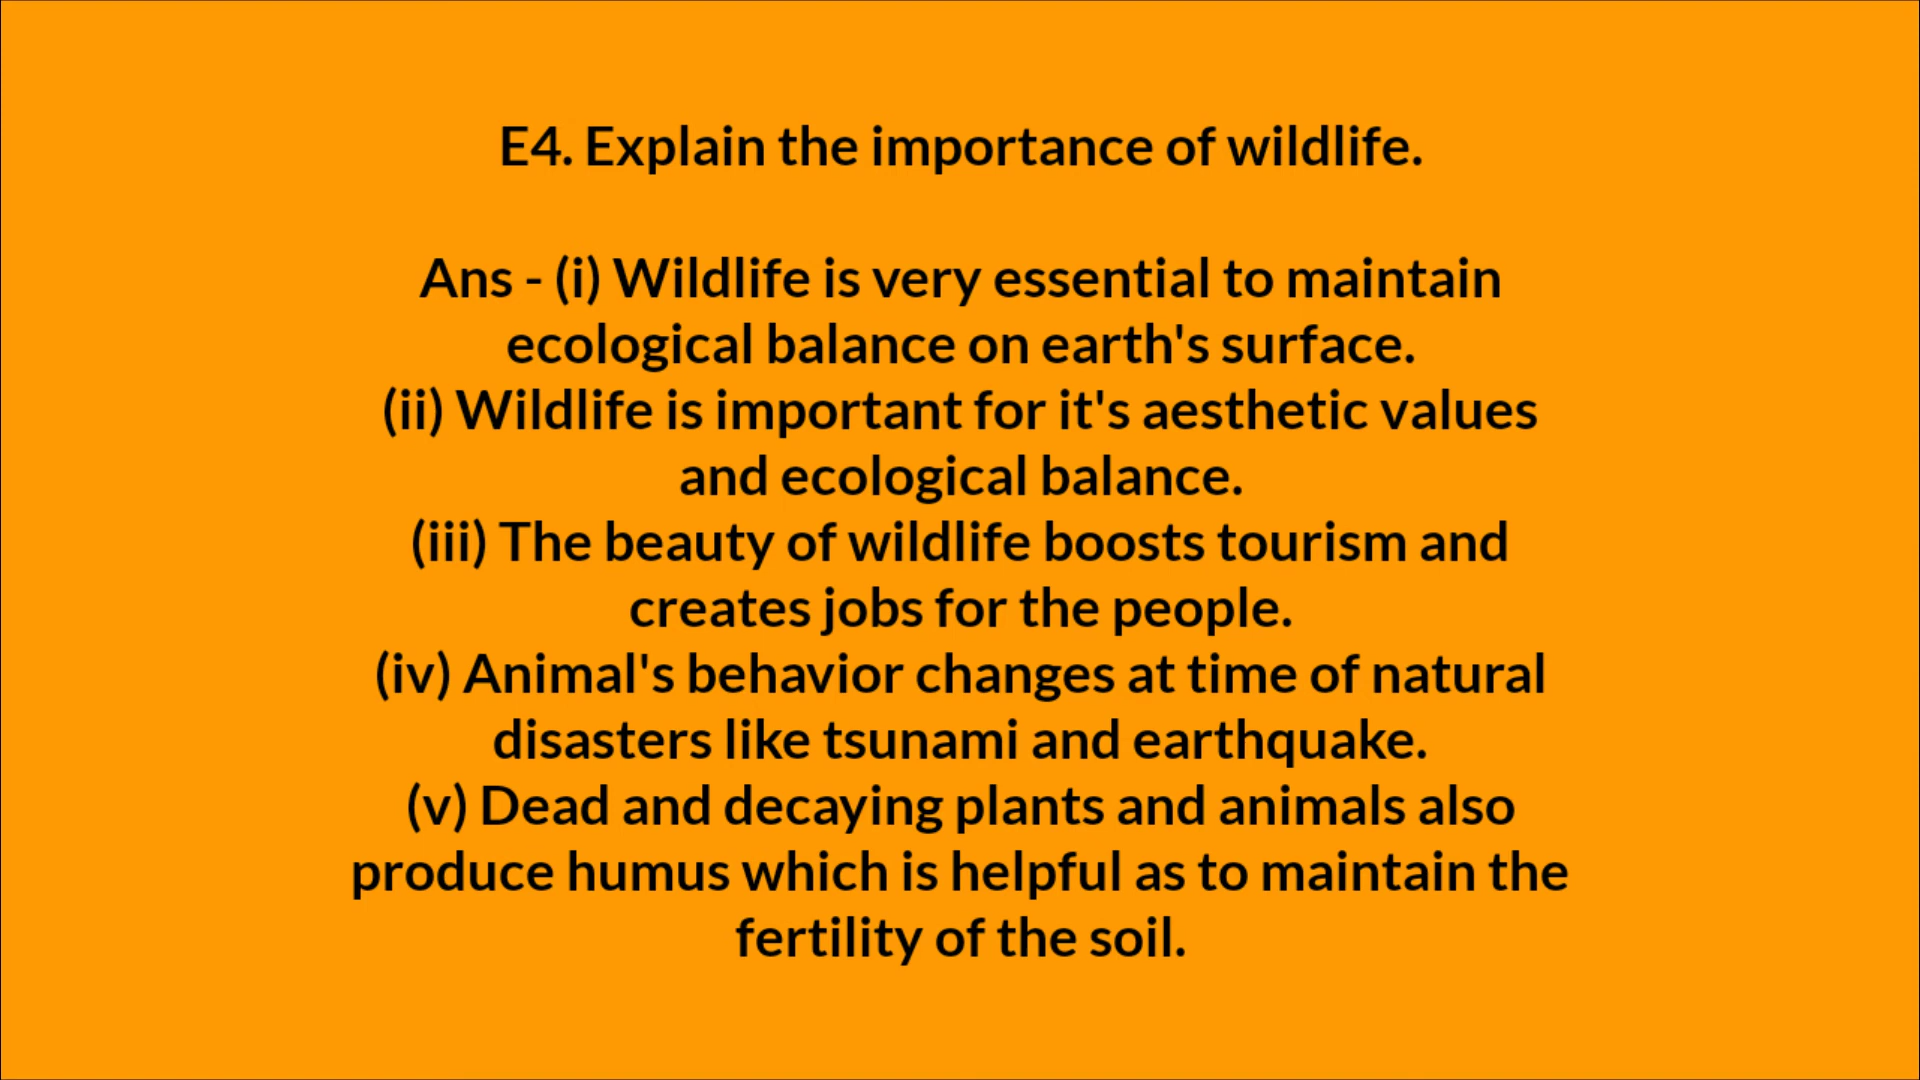 E4. Explain the importance of wildlife.
Ans - (i) Wildlife is very essential to maintain
ecological balance on earth's surface.
(ii) Wildlife is important for it's aesthetic values
and ecological balance.
(iii) The beauty of wildlife boosts tourism and
creates jobs for the people.
(iv) Animal's behavior changes at time of natural
disasters like tsunami and earthquake.
(v) Dead and decaying plants and animals also
produce humus which is helpful as to maintain the
fertility of the soil.